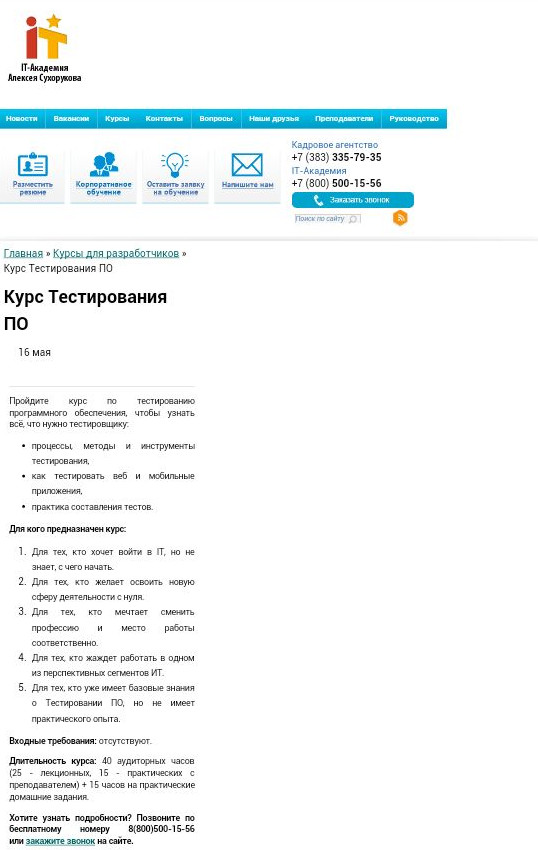 IT-Академия
Алексея Сухорукова
Новости Вакансии Курсы Контакты Вопросы Наши друзья Преподаватели Руководство
Разместить
резюме
Корпоративное
обучение
Оставить заявку
на обучение
Напишите нам
Кадровое агентство
+7 (383) 335-79-35
IT-Академия
+7 (800) 500-15-56
Заказать звонок
Поиск по сайту
Главная » Курсы для разработчиков »
Курс Тестирования ПО
Курс Тестирования
ПО
16 мая
Пройдите курс по тестированию
программного обеспечения, чтобы узнать
всё, что нужно тестировщику:
• процессы, методы и инструменты
тестирования,
• как тестировать веб и мобильные
приложения,
• практика составления тестов.
Для кого предназначен курс:
1. Для тех, кто хочет войти в IT, но не
знает, с чего начать.
2. Для тех, кто желает освоить новую
сферу деятельности с нуля.
3. Для тех, кто мечтает сменить
профессию и место работы
соответственно.
4. Для тех, кто жаждет работать в одном
из перспективных сегментов ИТ.
5. Для тех, кто уже имеет базовые знания
о Тестировании ПО, но не имеет
практического опыта.
Входные требования: отсутствуют.
Длительность курса: 40 аудиторных часов
(25 - лекционных, 15 - практических с
преподавателем) + 15 часов на практические
домашние задания.
Хотите узнать подробности? Позвоните по
бесплатному номеру 8(800)500-15-56
или закажите звонок на сайте.